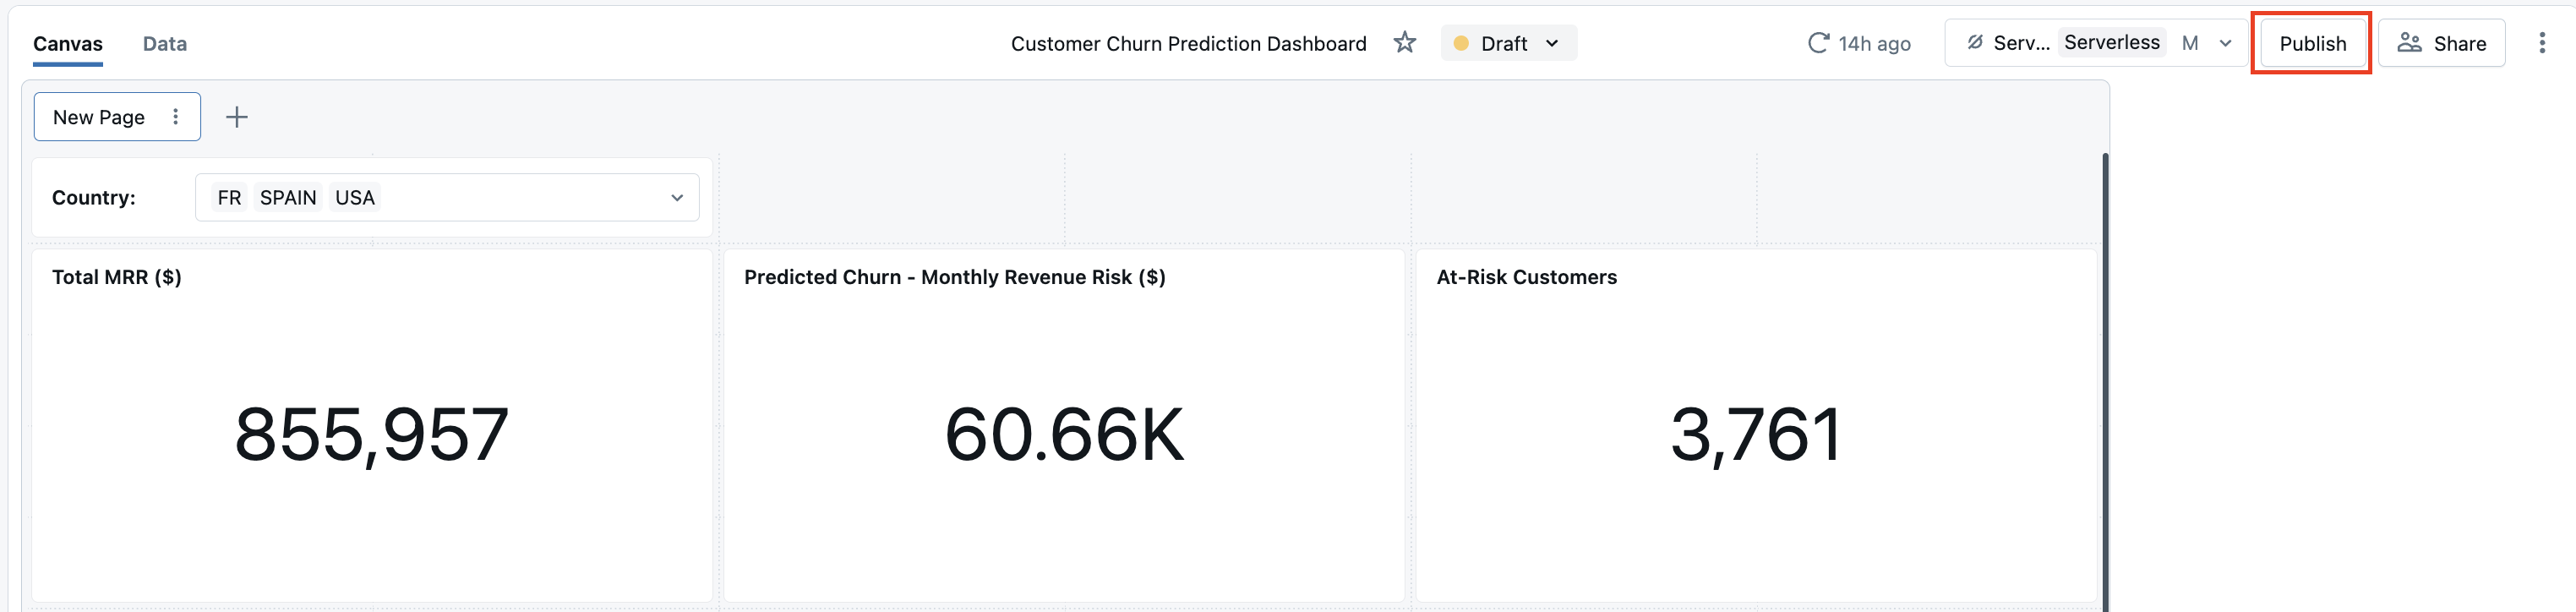 Canvas Data Customer Churn Prediction Dashboard Draft 14h ago Serv... Serverless M Publish Share
New Page
Country: FR SPAIN USA
Total MRR ($) Predicted Churn - Monthly Revenue Risk ($) At-Risk Customers
855,957 60.66K 3,761